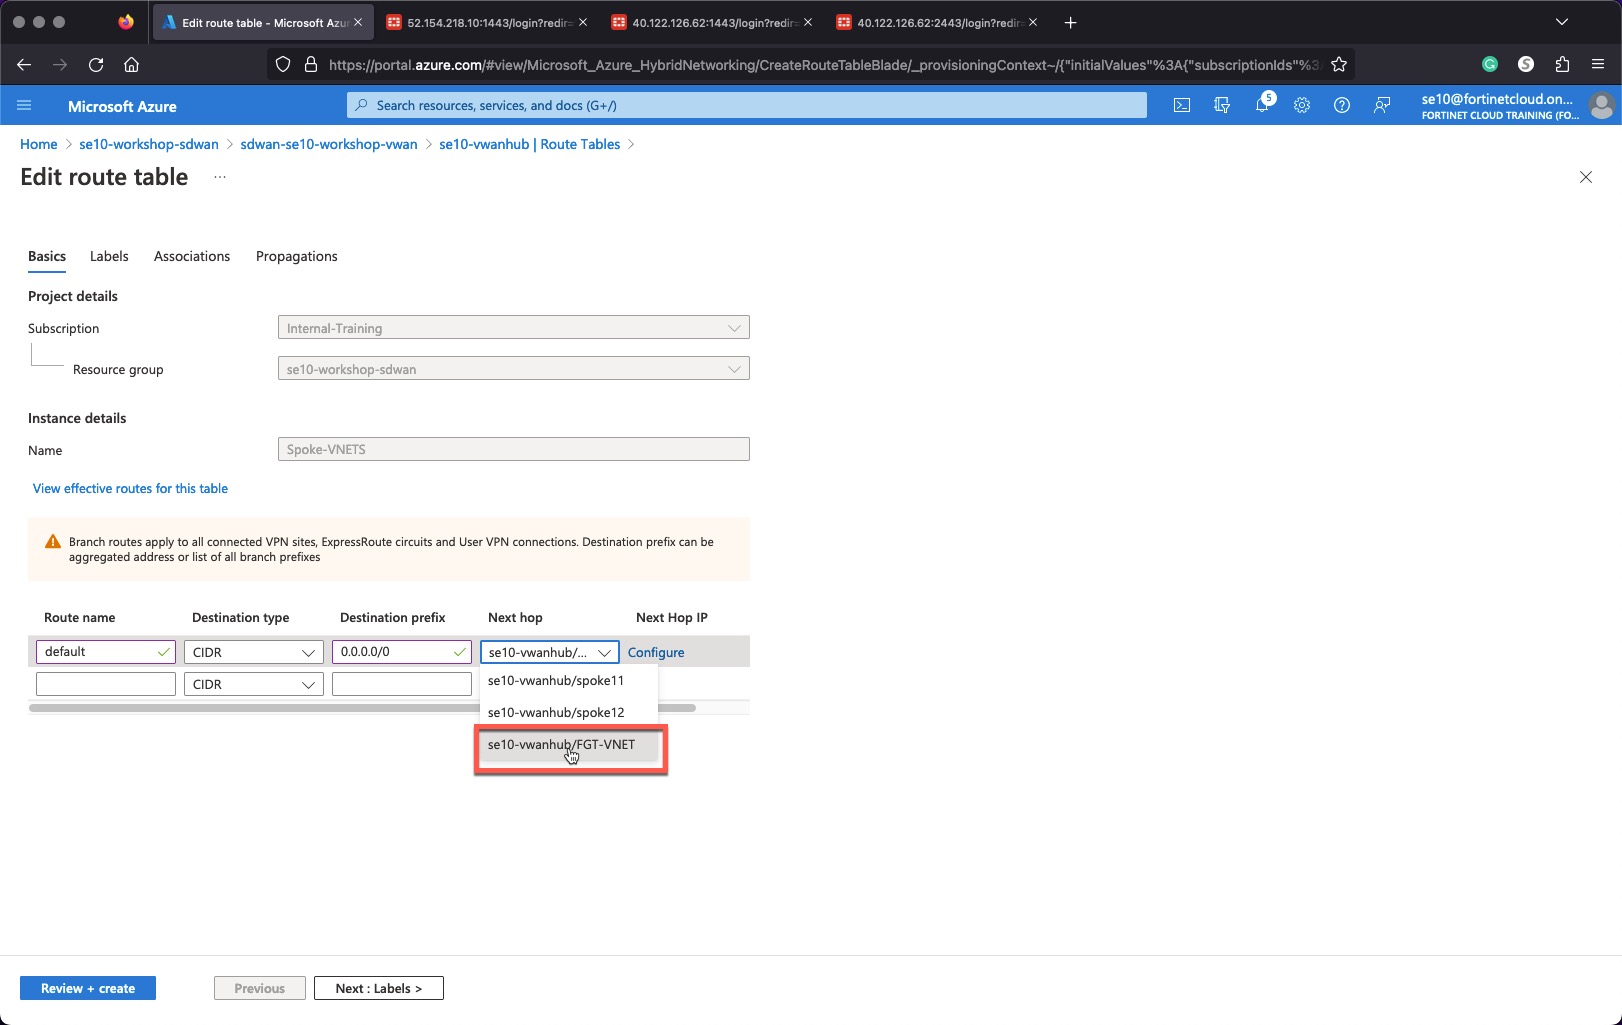 Edit route table - Microsoft Azur
52.154.218.10:1443/login?redir=
40.122.126.62:1443/login?redir=
40.122.126.62:2443/login?redir=
https://portal.azure.com/#view/Microsoft_Azure_HybridNetworking/CreateRouteTableBlade/_provisioningContext~/{"initialValues"%3A{"subscriptionIds"%3
Microsoft Azure
Search resources, services, and docs (G+/)
5
se10@fortinetcloud.on...
FORTINET CLOUD TRAINING (FO...
Home > se10-workshop-sdwan > sdwan-se10-workshop-vwan > se10-vwanhub | Route Tables >
Edit route table ...
Basics Labels Associations Propagations
Project details
Subscription
Internal-Training
Resource group
se10-workshop-sdwan
Instance details
Name
Spoke-VNETS
View effective routes for this table
Branch routes apply to all connected VPN sites, ExpressRoute circuits and User VPN connections. Destination prefix can be
aggregated address or list of all branch prefixes
Route name Destination type Destination prefix Next hop Next Hop IP
default CIDR 0.0.0.0/0 se10-vwanhub/... Configure
CIDR
se10-vwanhub/spoke11
se10-vwanhub/spoke12
se10-vwanhub/FGT-VNET
Review + create Previous Next : Labels >